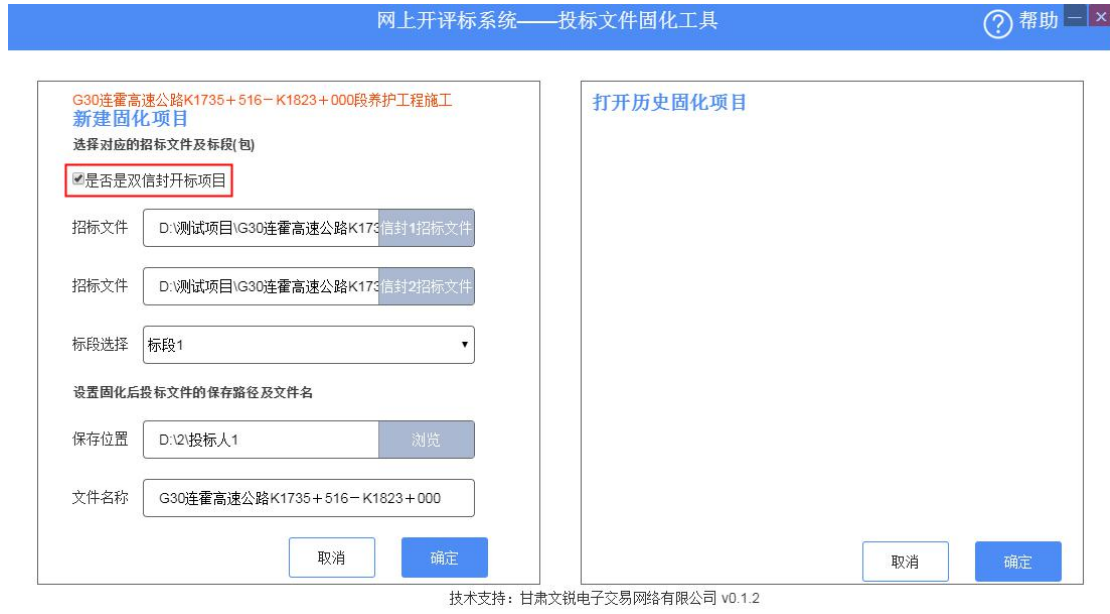 网上开评标系统——投标文件固化工具
? 帮助
G30连霍高速公路K1735+516-K1823+000段养护工程施工
新建固化项目
选择对应的招标文件及标段(包)
是否是双信封开标项目
招标文件 D:\测试项目\G30连霍高速公路K173 信封1招标文件
招标文件 D:\测试项目\G30连霍高速公路K173 信封2招标文件
标段选择 标段1
设置固化后投标文件的保存路径及文件名
保存位置 D:\2\投标人1 浏览
文件名称 G30连霍高速公路K1735+516-K1823+000
取消 确定
打开历史固化项目
取消 确定
技术支持：甘肃文锐电子交易网络有限公司 v0.1.2